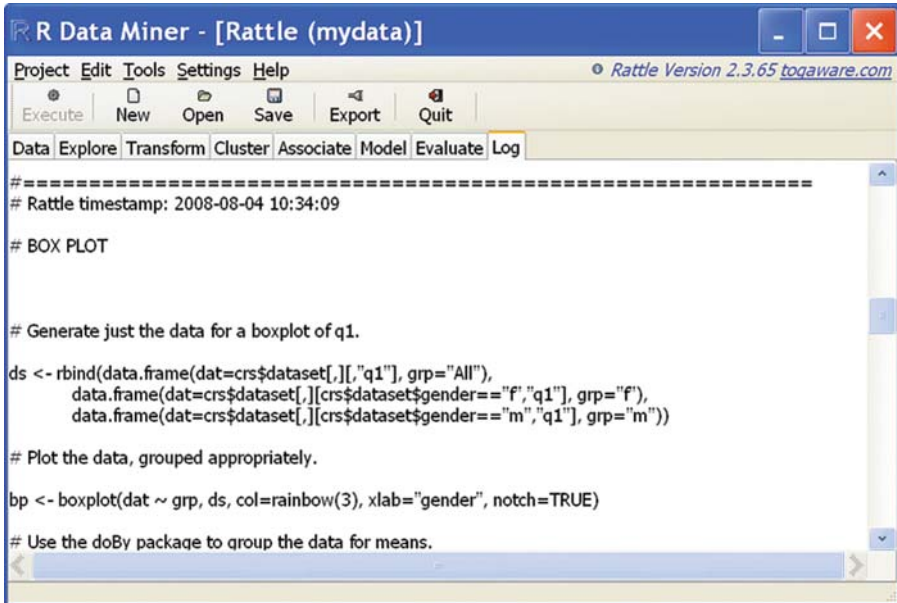 R Data Miner - [Rattle (mydata)]
Project Edit Tools Settings Help Rattle Version 2.3.65 togaware.com
Execute New Open Save Export Quit
Data Explore Transform Cluster Associate Model Evaluate Log
#============================================================
# Rattle timestamp: 2008-08-04 10:34:09
# BOX PLOT
# Generate just the data for a boxplot of q1.
ds <- rbind(data.frame(dat=crs$dataset[,][,"q1"], grp="All"),
data.frame(dat=crs$dataset[,][crs$dataset$gender=="f","q1"], grp="f"),
data.frame(dat=crs$dataset[,][crs$dataset$gender=="m","q1"], grp="m"))
# Plot the data, grouped appropriately.
bp <- boxplot(dat ~ grp, ds, col=rainbow(3), xlab="gender", notch=TRUE)
# Use the doBy package to group the data for means.